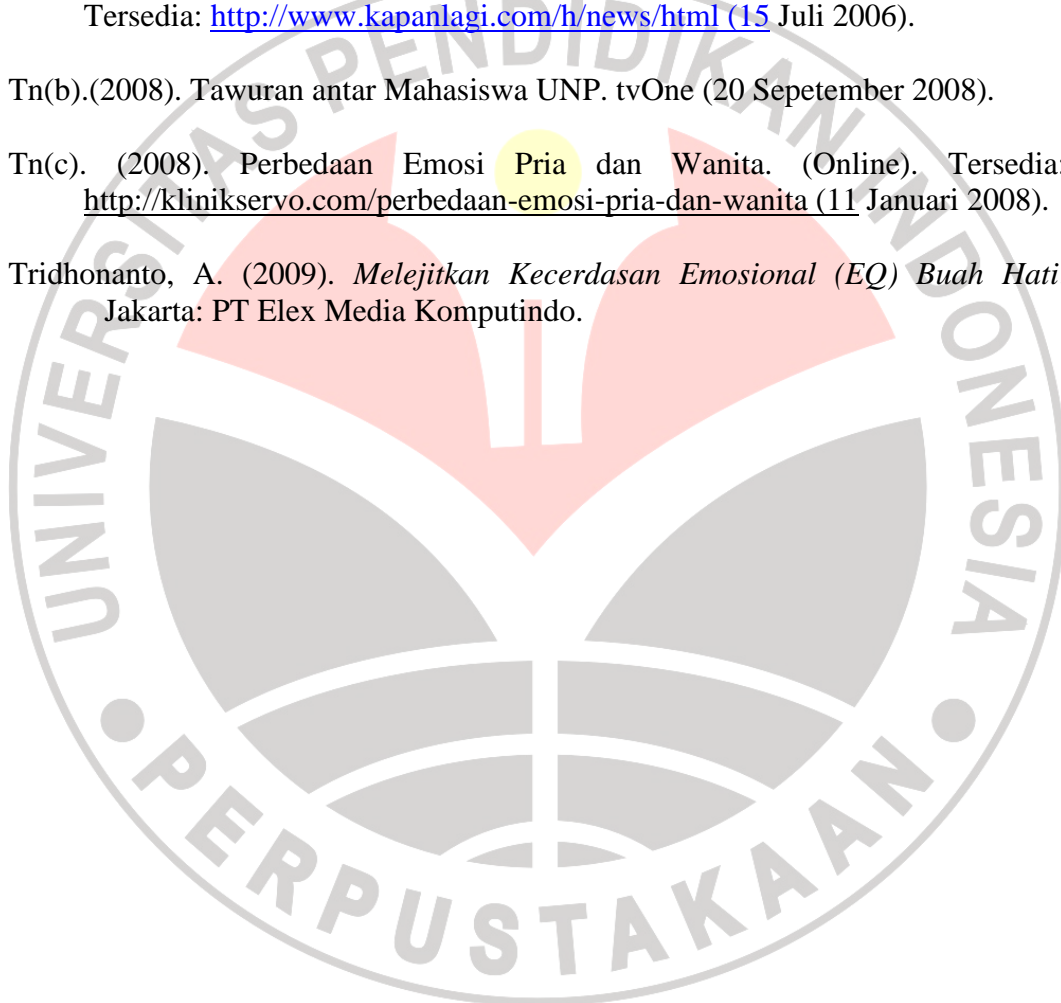 Tersedia: http://www.kapanlagi.com/h/news/html (15 Juli 2006).
Tn(b).(2008). Tawuran antar Mahasiswa UNP. tvOne (20 Sepetember 2008).
Tn(c). (2008). Perbedaan Emosi Pria dan Wanita. (Online). Tersedia:
http://klinikservo.com/perbedaan-emosi-pria-dan-wanita (11 Januari 2008).
Tridhonanto, A. (2009). Melejitkan Kecerdasan Emosional (EQ) Buah Hati
Jakarta: PT Elex Media Komputindo.
UNIVERSITAS PENDIDIKAN INDONESIA
PERPUSTAKAAN